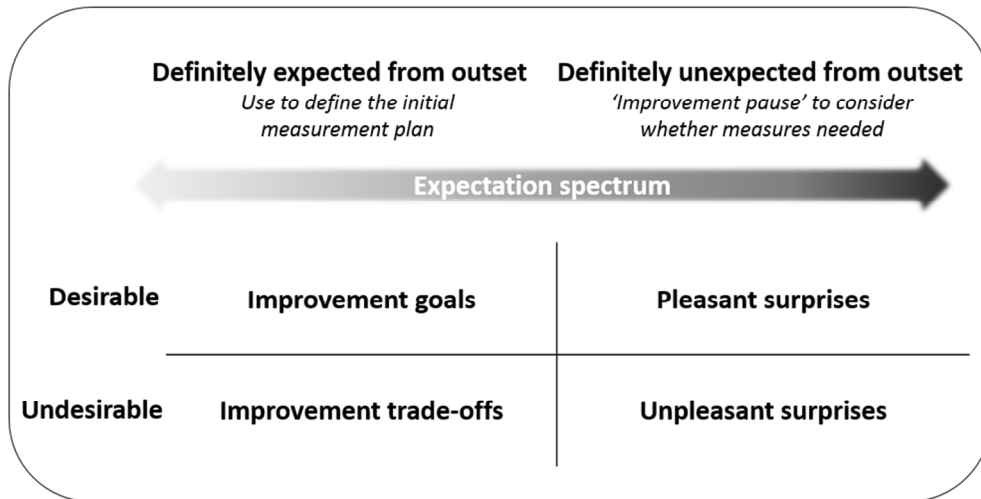 Definitely expected from outset
Use to define the initial
measurement plan
Definitely unexpected from outset
‘Improvement pause’ to consider
whether measures needed
Expectation spectrum
Desirable
Improvement goals
Pleasant surprises
Undesirable
Improvement trade-offs
Unpleasant surprises